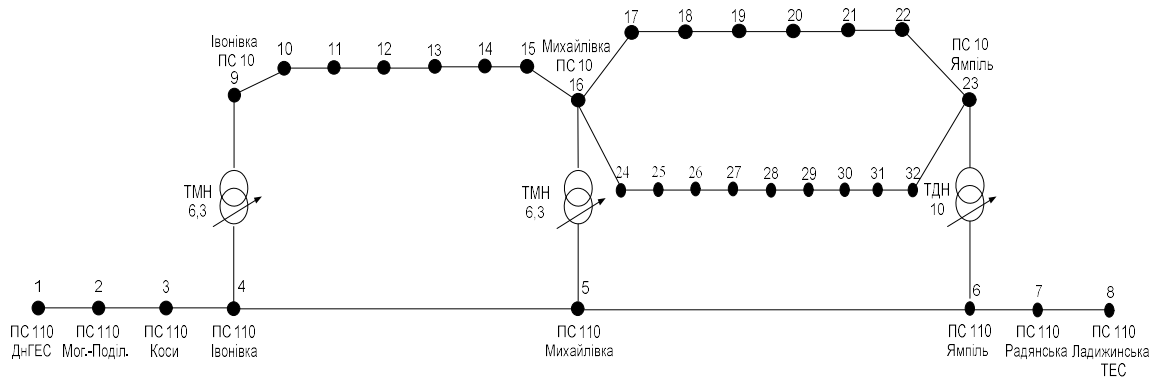 17 18 19 20 21 22
Івонівка
ПС 10
9
10 11 12 13 14 15
Михайлівка
ПС 10
16
ПС 10
Ямпіль
23
24 25 26 27 28 29 30 31 32
ТМН
6,3
ТМН
6,3
ТДН
10
1 2 3 4 5 6 7 8
ПС 110
ДнГЕС
ПС 110
Мог.-Поділ.
ПС 110
Коси
ПС 110
Івонівка
ПС 110
Михайлівка
ПС 110
Ямпіль
ПС 110
Радянська
ПС 110
Ладижинська
ТЕС